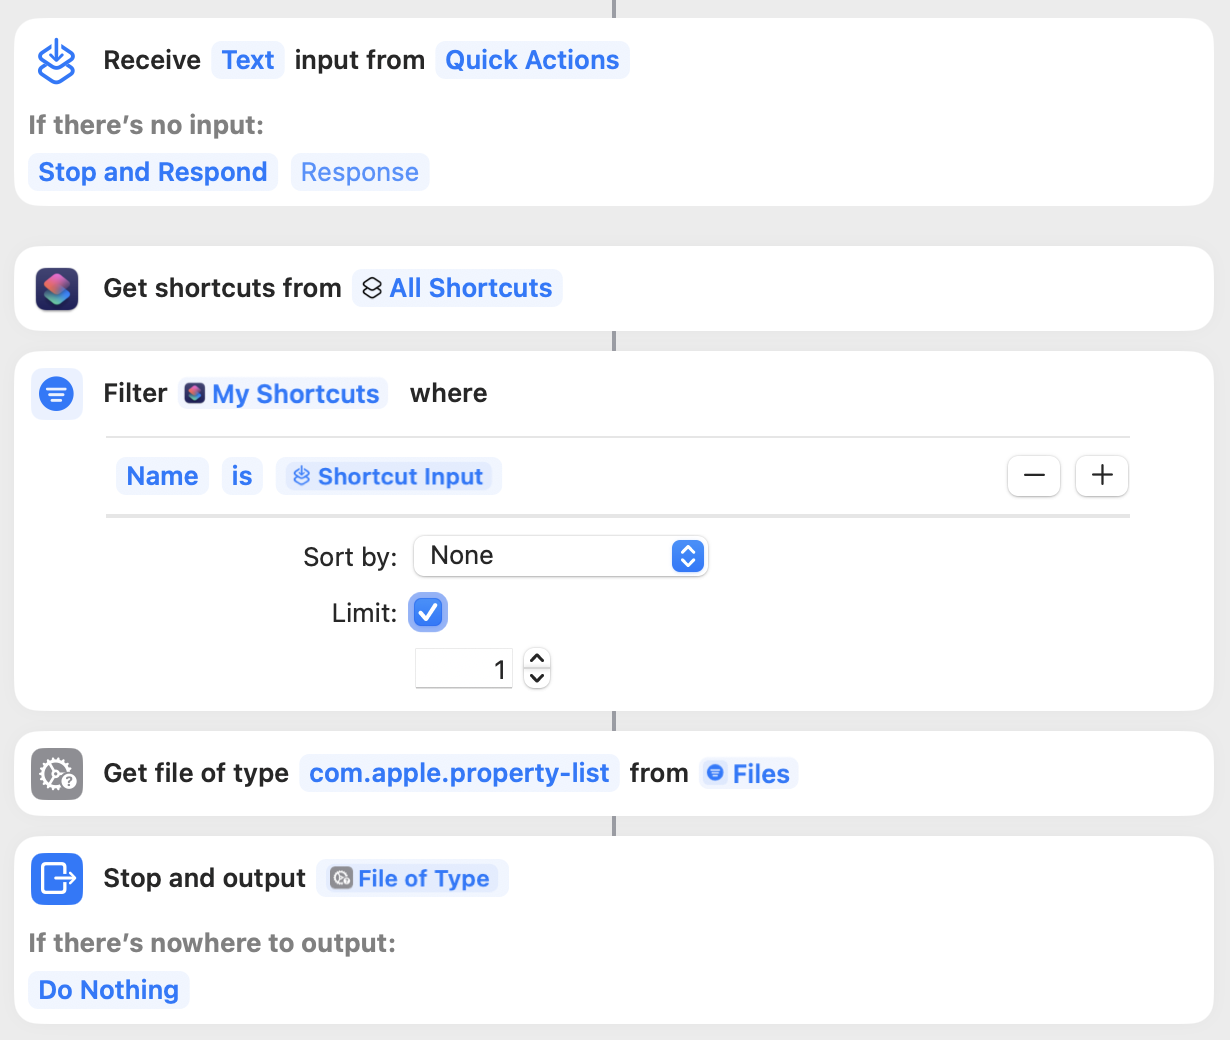 Receive Text input from Quick Actions
If there’s no input:
Stop and Respond Response
Get shortcuts from All Shortcuts
Filter My Shortcuts where
Name is Shortcut Input
Sort by: None
Limit:
1
Get file of type com.apple.property-list from Files
Stop and output File of Type
If there’s nowhere to output:
Do Nothing